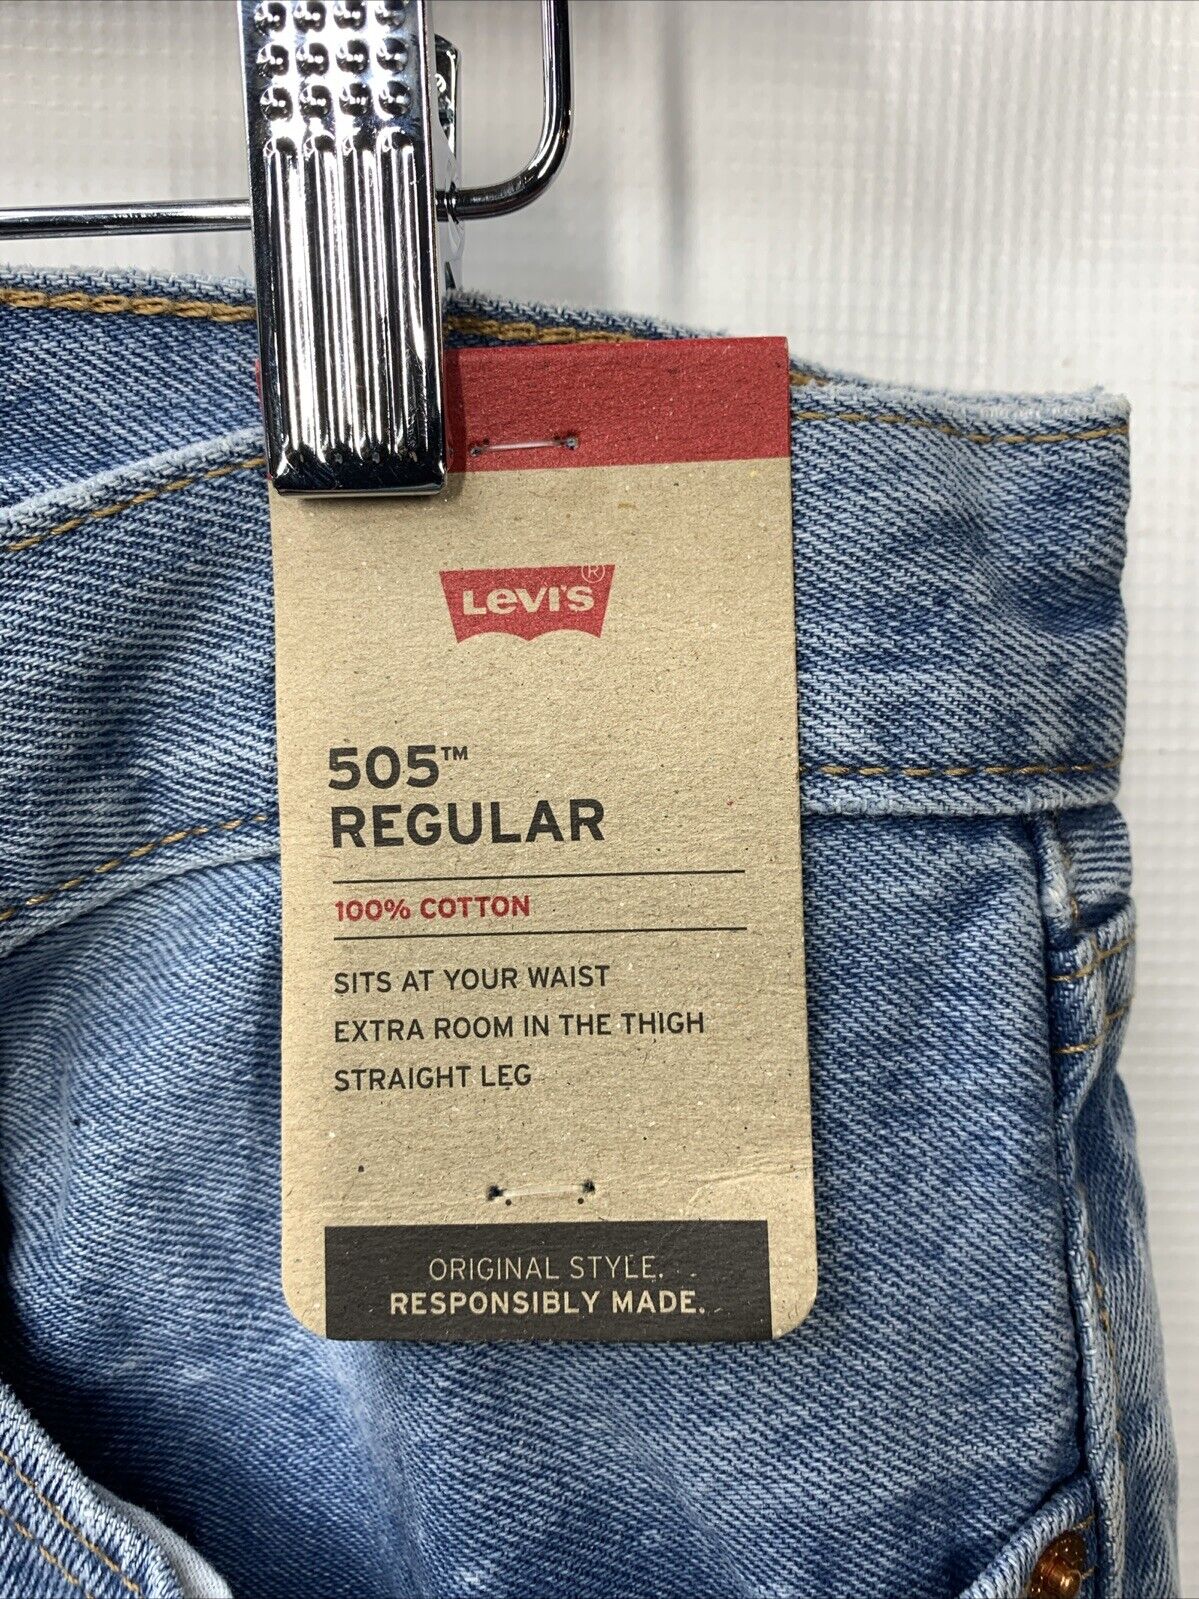 LEVI'S®
505™
REGULAR
100% COTTON
SITS AT YOUR WAIST
EXTRA ROOM IN THE THIGH
STRAIGHT LEG
ORIGINAL STYLE.
RESPONSIBLY MADE.